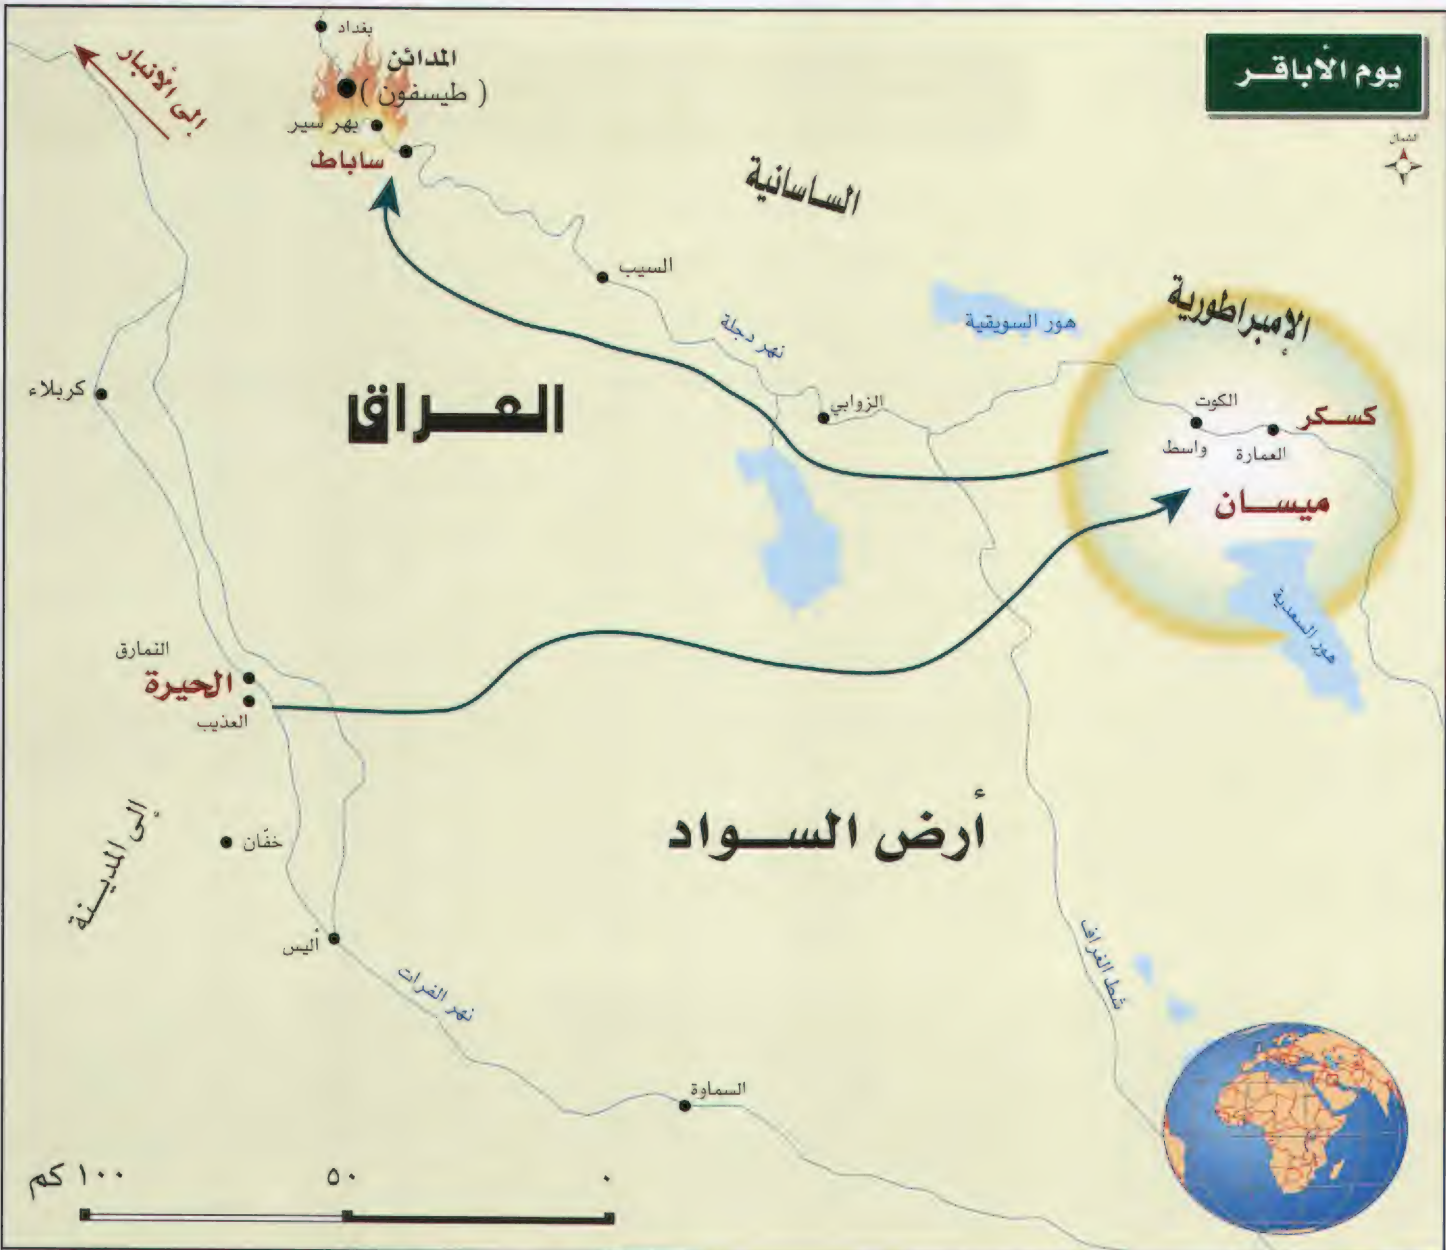 يوم الأباقر
الشمال
بغداد
المدائن
( طيسفون )
بهر سير
ساباط
إلى الأنبار
الساسانية
السيب
الإمبراطورية
هور السويقية
نهر دجلة
كربلاء
العراق
الزوابي
الكوت
كسكر
واسط
العمارة
ميسان
هور السعدية
النمارق
الحيرة
العذيب
أرض السواد
إلى المدينة
خفّان
أليس
نهر الفرات
شط الغراف
السماوة
٠
٥٠
١٠٠ كم